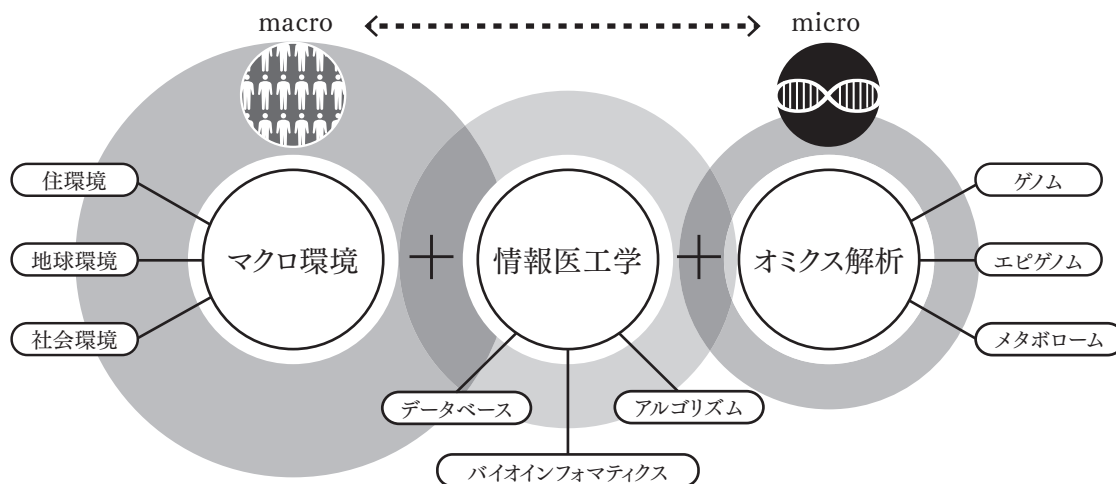 macro
micro
住環境
地球環境
社会環境
マクロ環境
＋
情報医工学
＋
オミクス解析
ゲノム
エピゲノム
メタボローム
データベース
アルゴリズム
バイオインフォマティクス